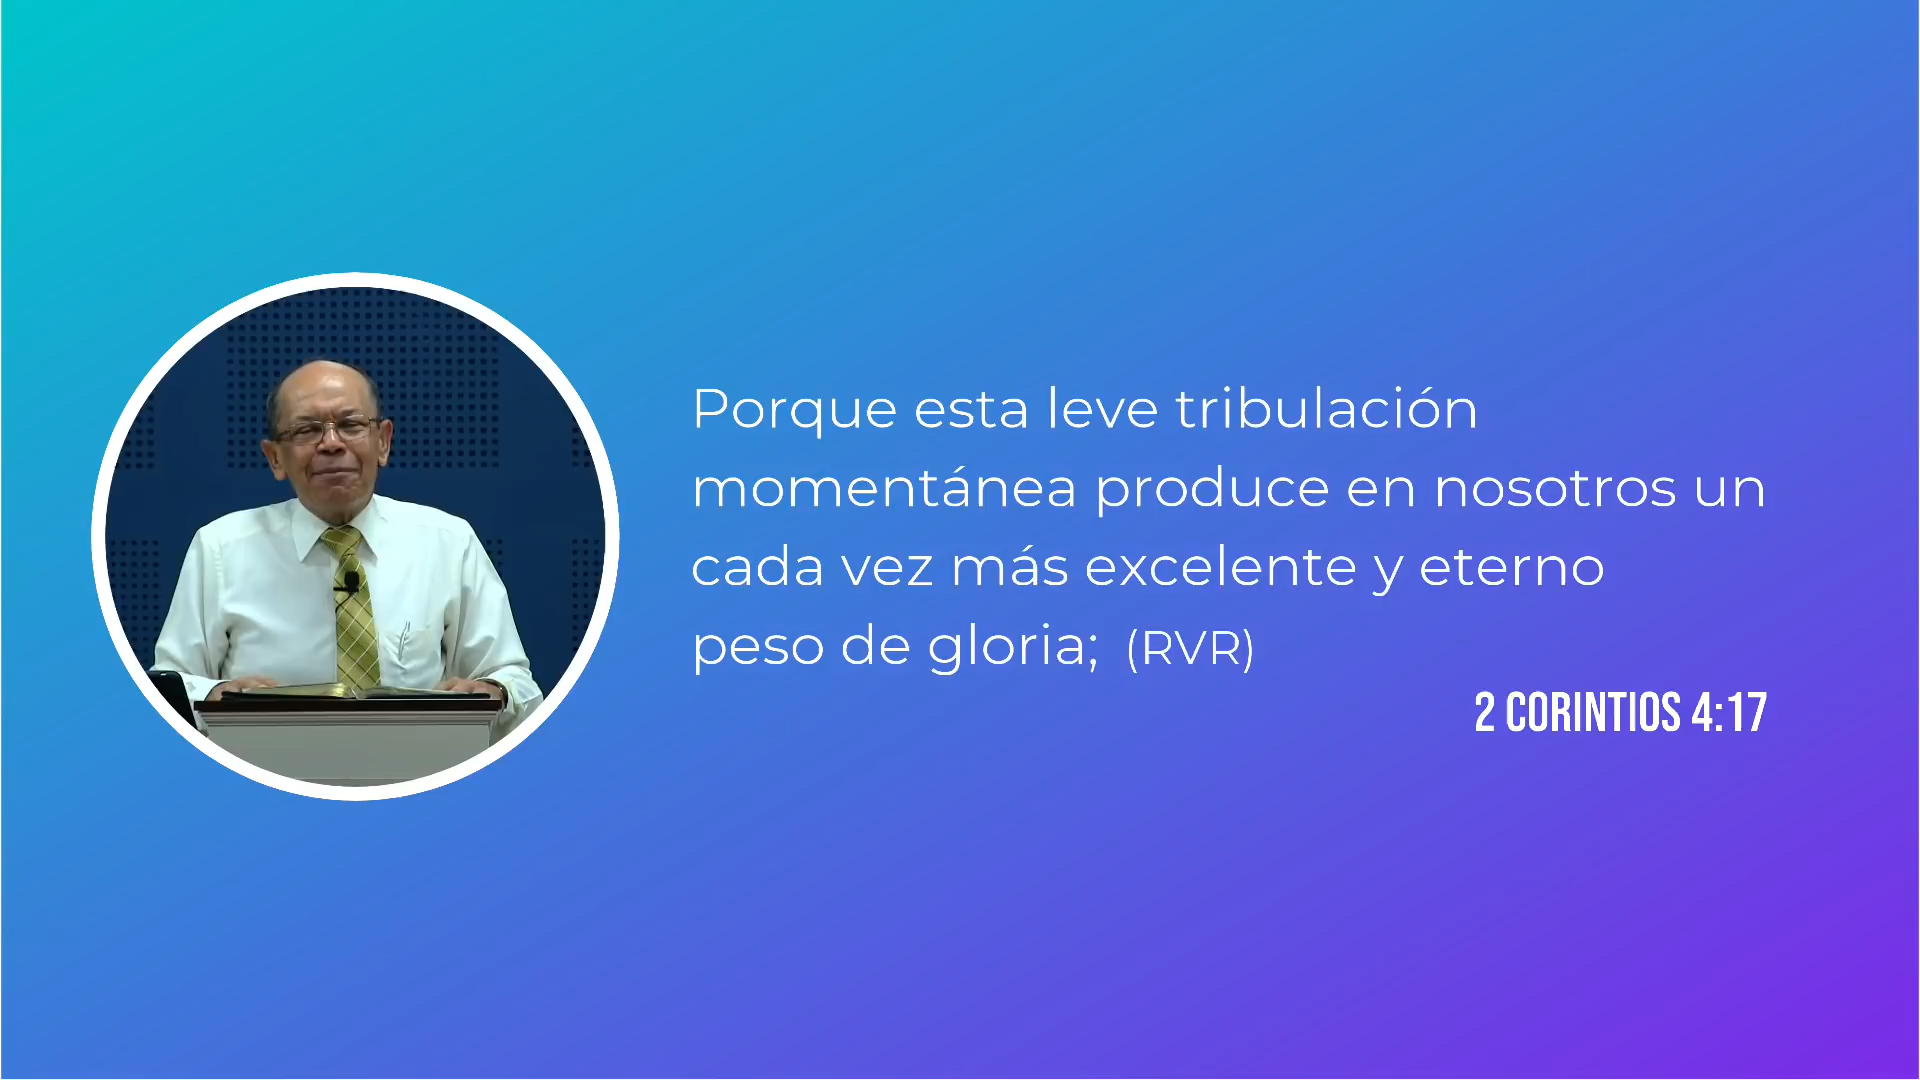 Porque esta leve tribulación
momentánea produce en nosotros un
cada vez más excelente y eterno
peso de gloria; (RVR)
2 CORINTIOS 4:17